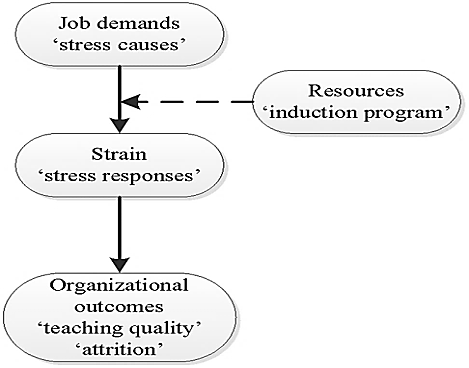 Job demands
‘stress causes’
Resources
‘induction program’
Strain
‘stress responses’
Organizational
outcomes
‘teaching quality’
‘attrition’